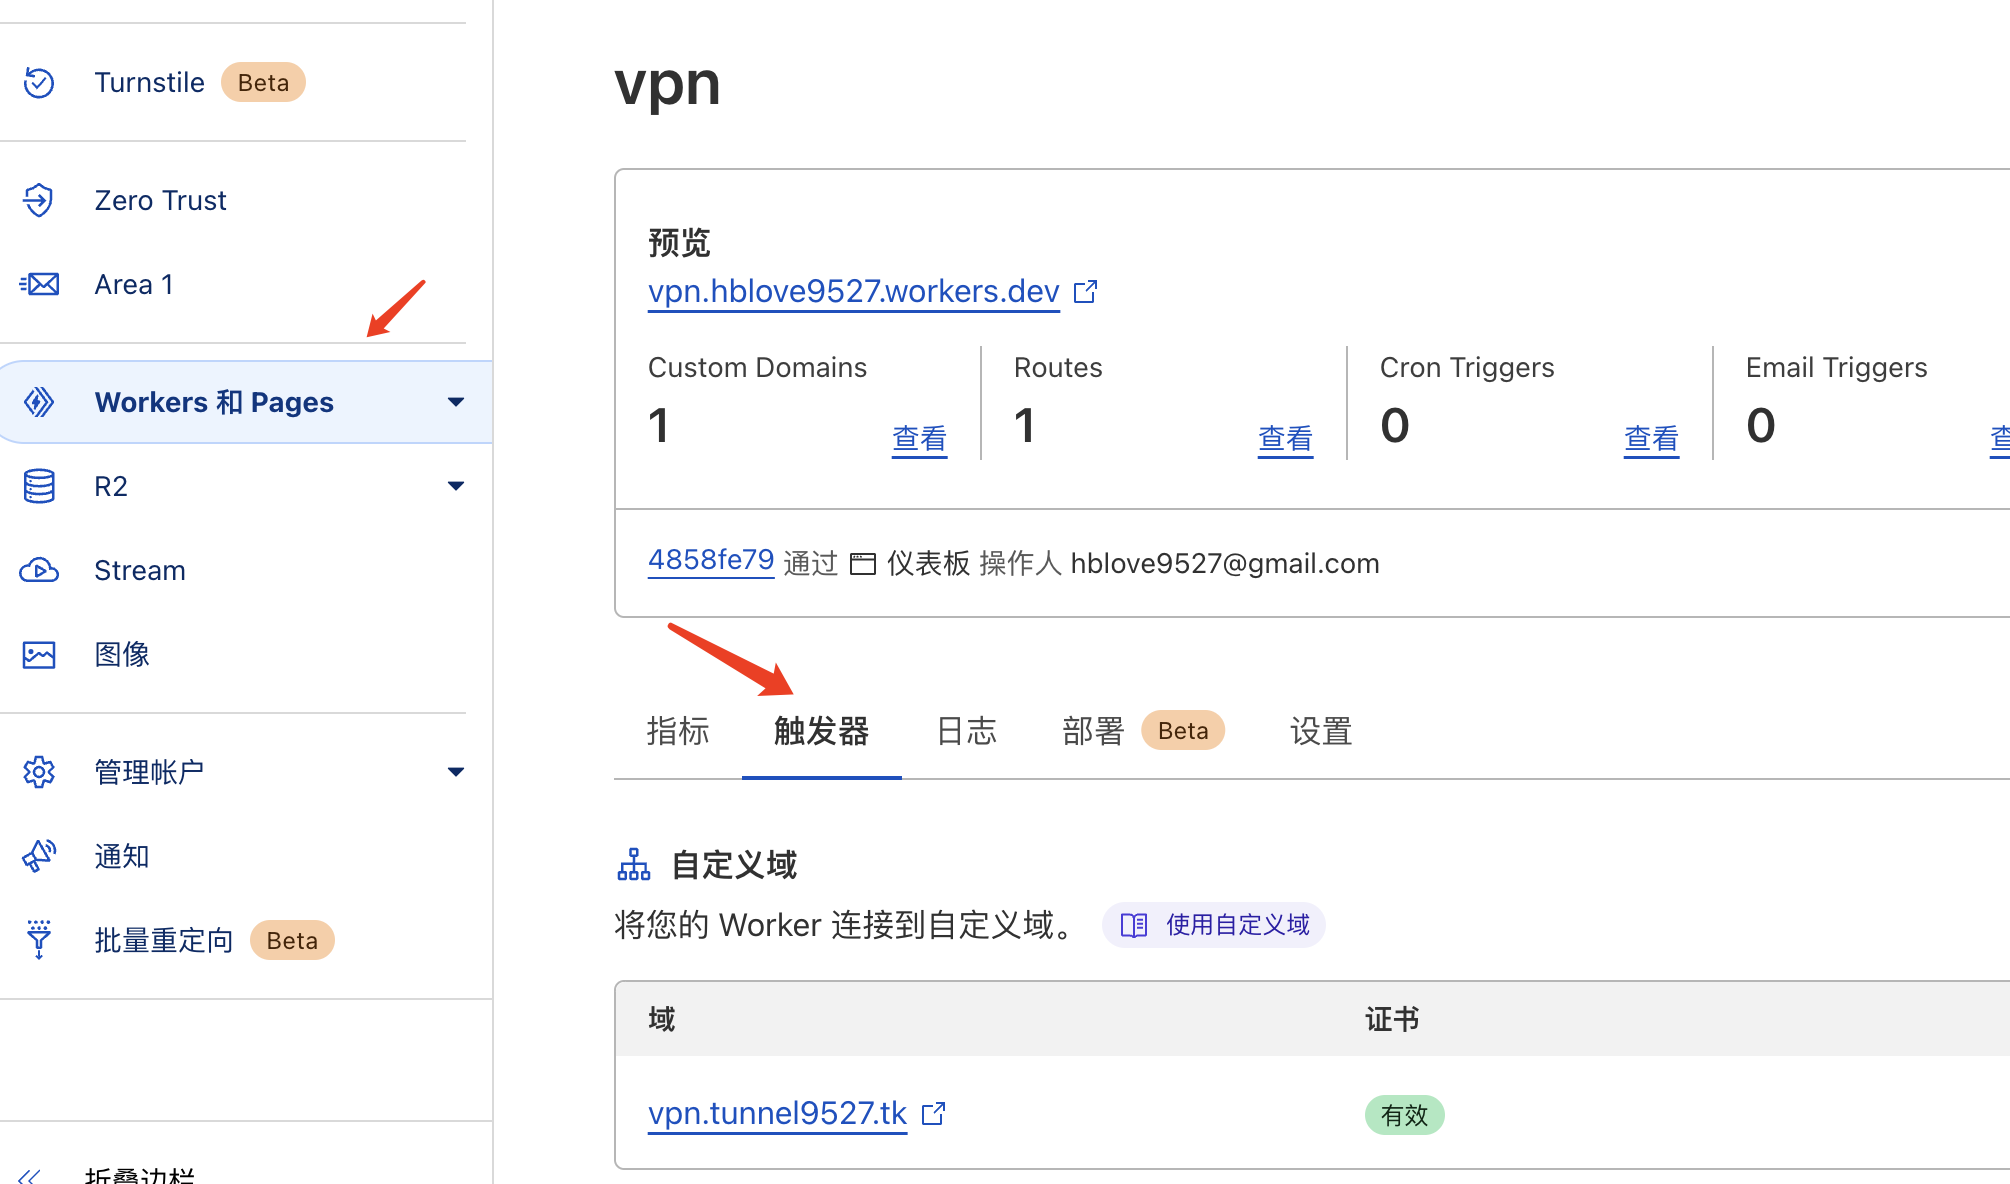 Turnstile Beta
Zero Trust
Area 1
Workers 和 Pages
R2
Stream
图像
管理帐户
通知
批量重定向 Beta
折叠边栏
vpn
预览
vpn.hblove9527.workers.dev
Custom Domains
1
查看
Routes
1
查看
Cron Triggers
0
查看
Email Triggers
0
查
4858fe79 通过 仪表板 操作人 hblove9527@gmail.com
指标 触发器 日志 部署 Beta 设置
自定义域
将您的 Worker 连接到自定义域。 使用自定义域
域 证书
vpn.tunnel9527.tk 有效